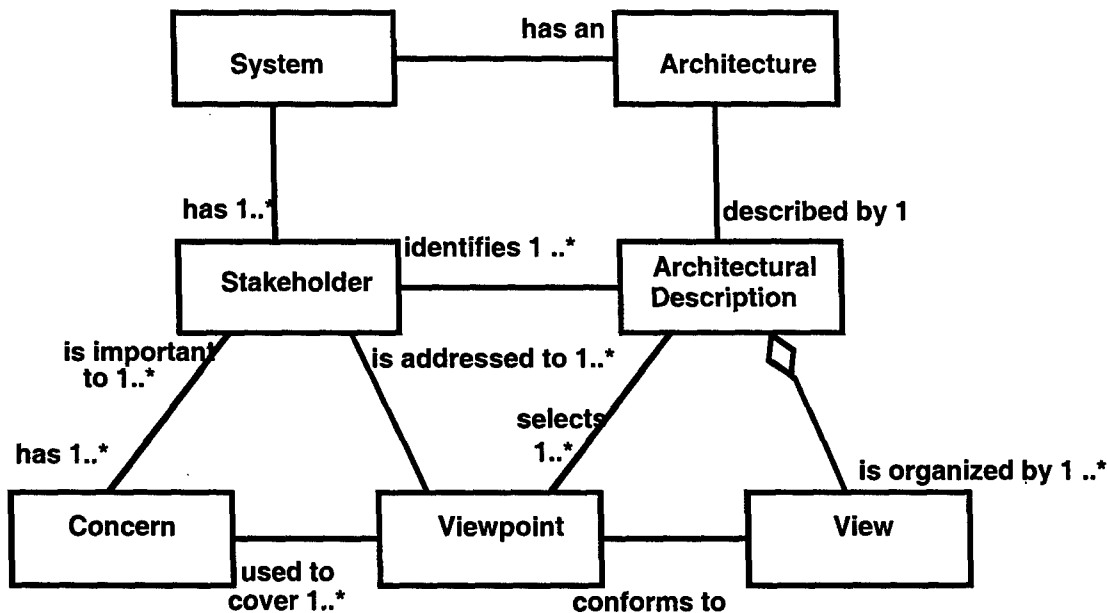 has an
System
Architecture
has 1..*
described by 1
identifies 1 ..*
Stakeholder
Architectural
Description
is important
to 1..*
is addressed to 1..*
selects
1..*
has 1..*
is organized by 1 ..*
Concern
Viewpoint
View
used to
cover 1..*
conforms to